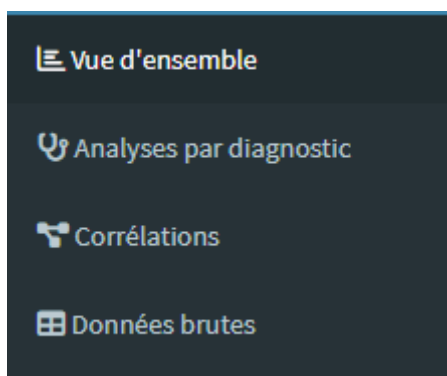 Vue d'ensemble
Analyses par diagnostic
Corrélations
Données brutes